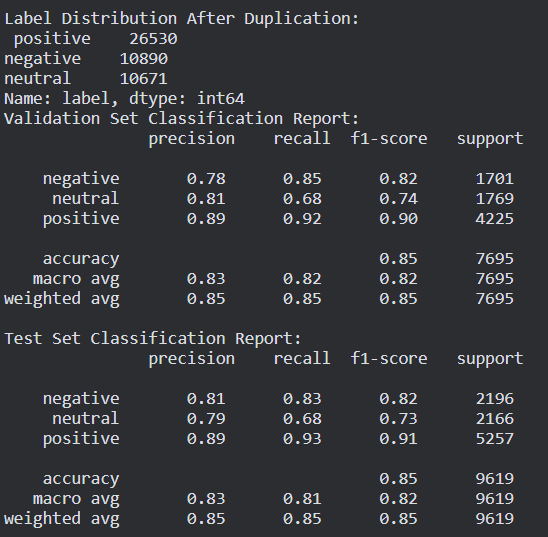 Label Distribution After Duplication:
positive 26530
negative 10890
neutral 10671
Name: label, dtype: int64
Validation Set Classification Report:
precision recall f1-score support
negative 0.78 0.85 0.82 1701
neutral 0.81 0.68 0.74 1769
positive 0.89 0.92 0.90 4225
accuracy 0.85 7695
macro avg 0.83 0.82 0.82 7695
weighted avg 0.85 0.85 0.85 7695
Test Set Classification Report:
precision recall f1-score support
negative 0.81 0.83 0.82 2196
neutral 0.79 0.68 0.73 2166
positive 0.89 0.93 0.91 5257
accuracy 0.85 9619
macro avg 0.83 0.81 0.82 9619
weighted avg 0.85 0.85 0.85 9619